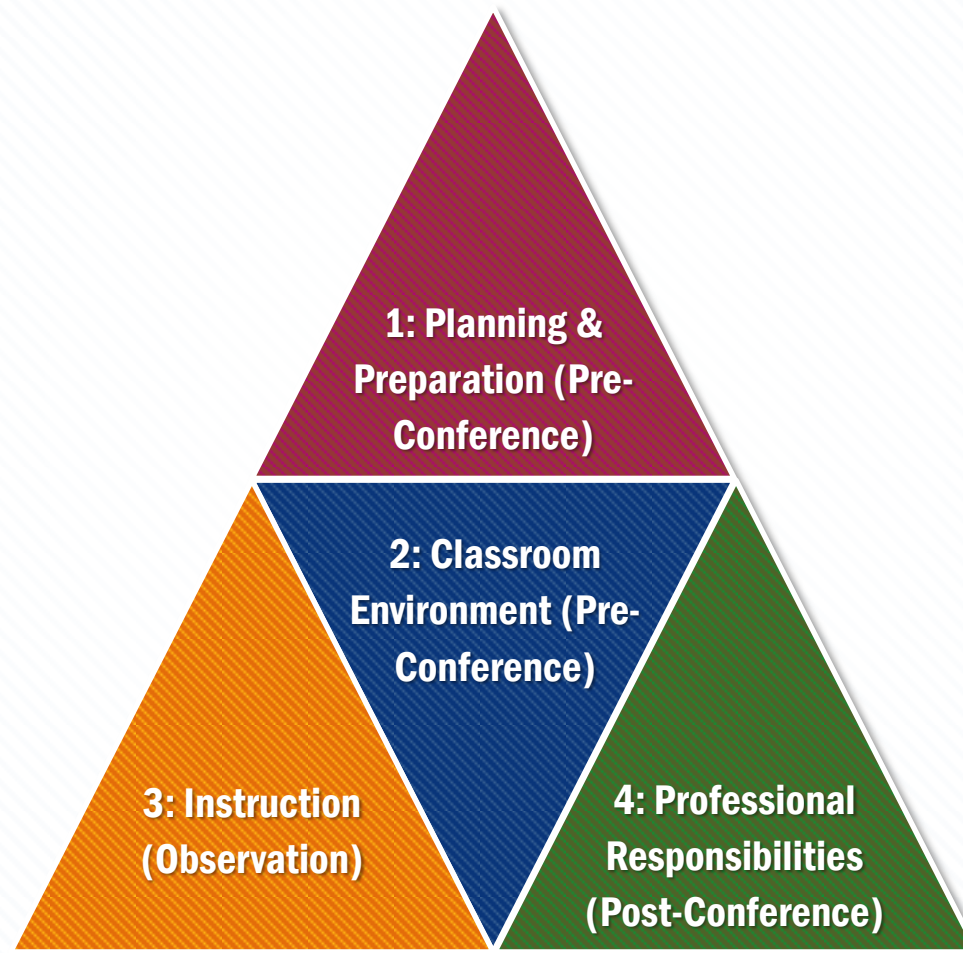 1: Planning &
Preparation (Pre-
Conference)
2: Classroom
Environment (Pre-
Conference)
3: Instruction
(Observation)
4: Professional
Responsibilities
(Post-Conference)